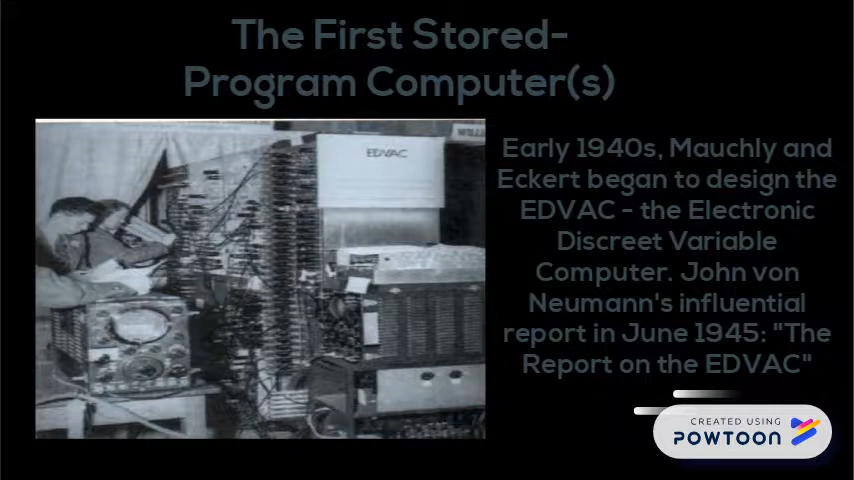 The First Stored-
Program Computer(s)
EDVAC
Early 1940s, Mauchly and
Eckert began to design the
EDVAC - the Electronic
Discreet Variable
Computer. John von
Neumann's influential
report in June 1945: "The
Report on the EDVAC"
CREATED USING
POWTOON